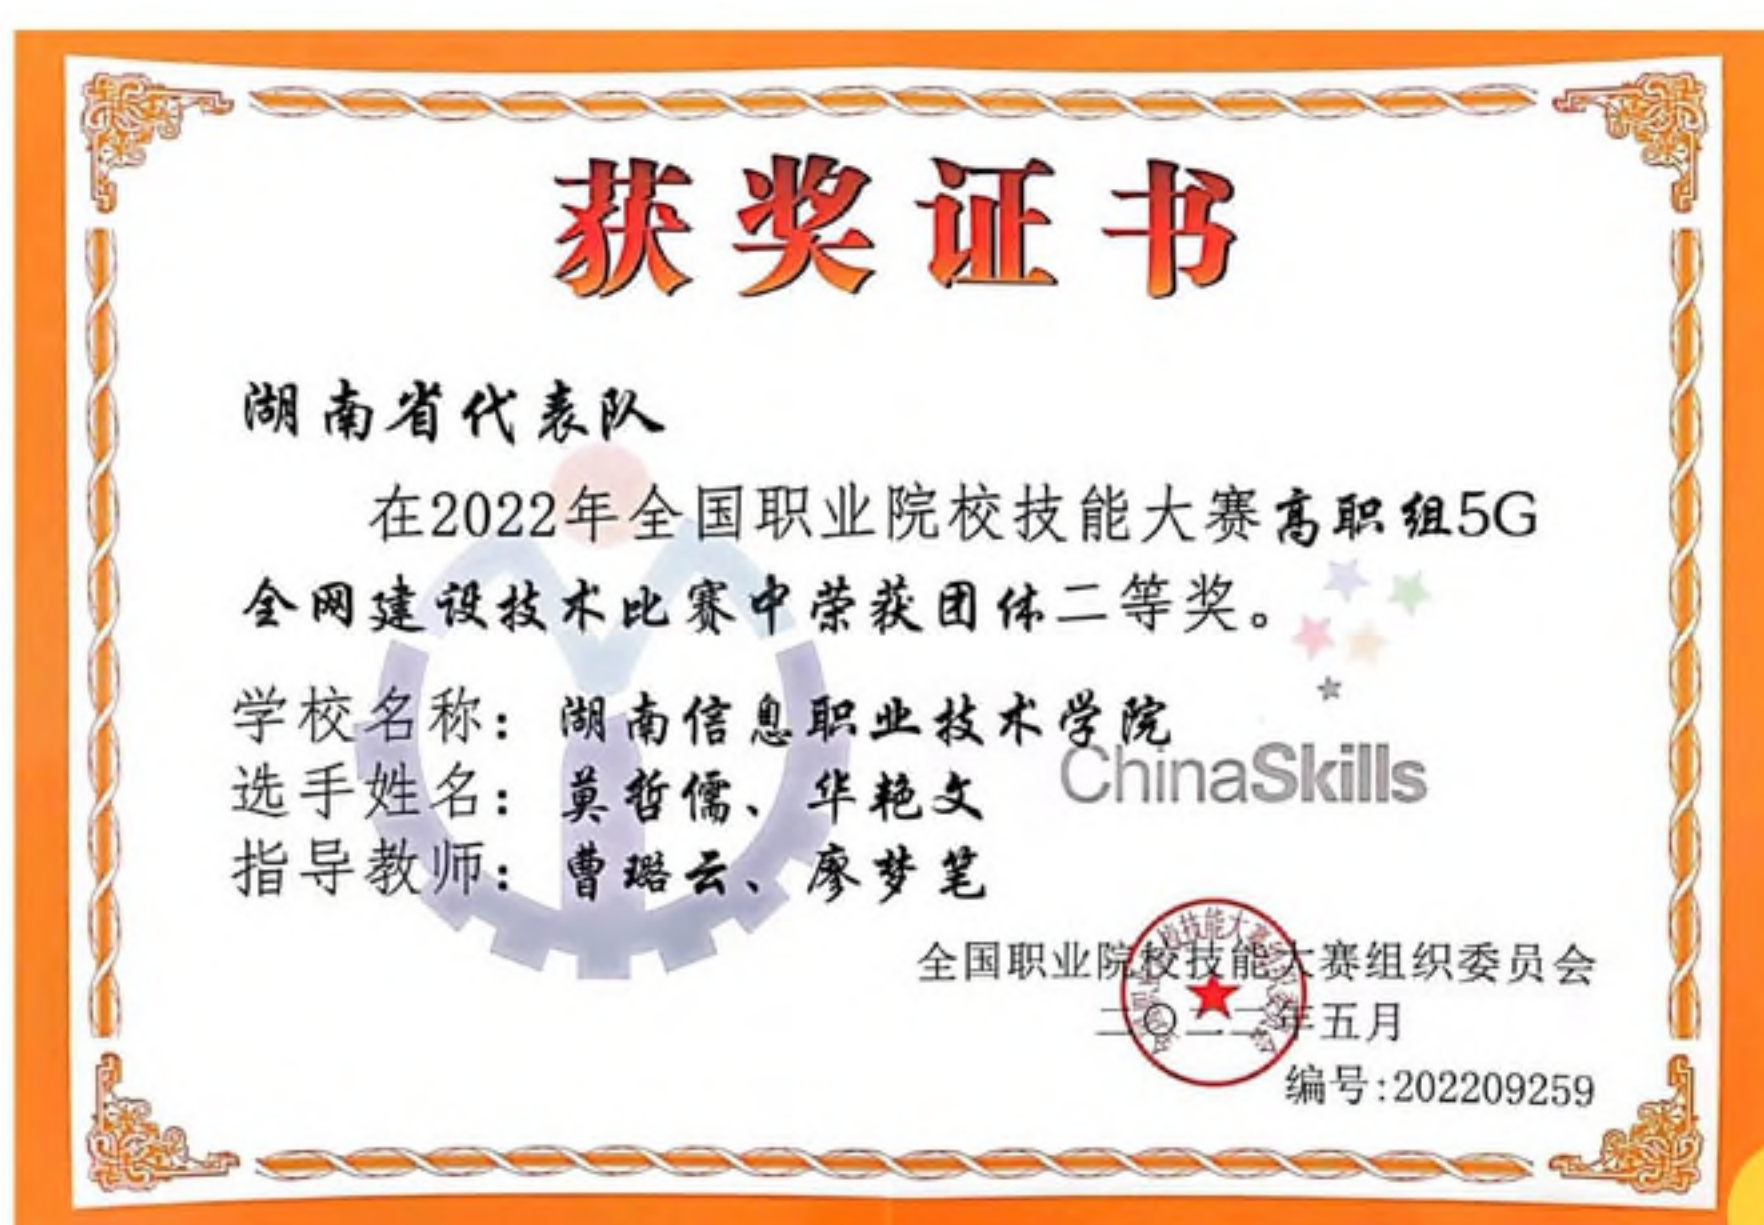 获奖证书
湖南省代表队
在2022年全国职业院校技能大赛高职组5G
全网建设技术比赛中荣获团体二等奖。
学校名称：湖南信息职业技术学院
选手姓名：莫哲儒、华艳文
指导教师：曹璐云、廖梦笔
ChinaSkills
全国职业院校技能大赛组织委员会
二〇二二年五月
编号:202209259